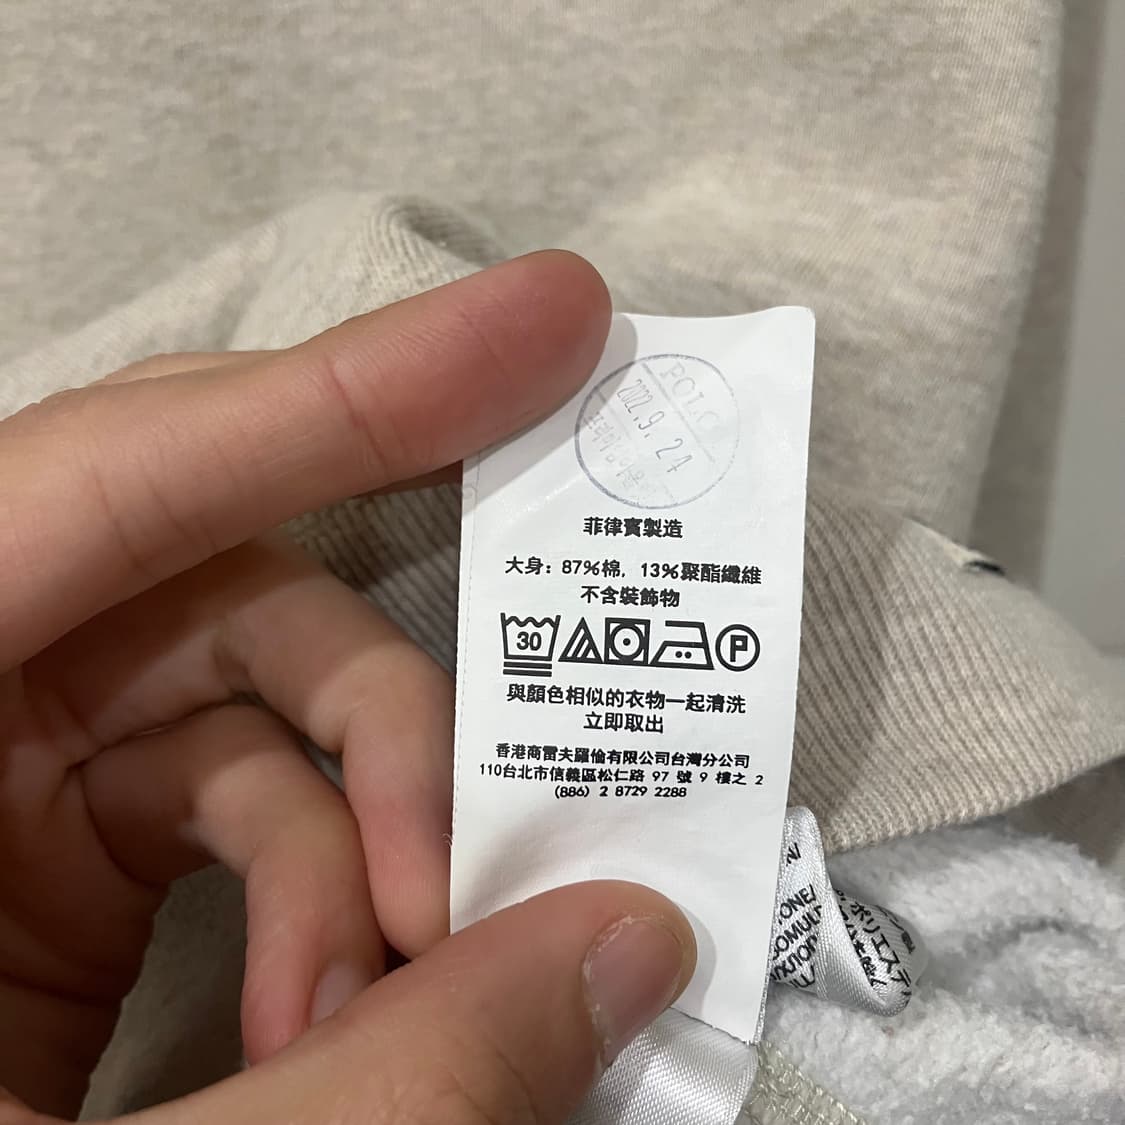 POLO
2022.9.24
菲律賓製造
大身：87%棉，13%聚酯纖維
不含裝飾物
30
P
與顏色相似的衣物一起清洗
立即取出
香港商雷夫羅倫有限公司台灣分公司
110台北市信義區松仁路 97 號 9 樓之 2
(886) 2 8729 2288